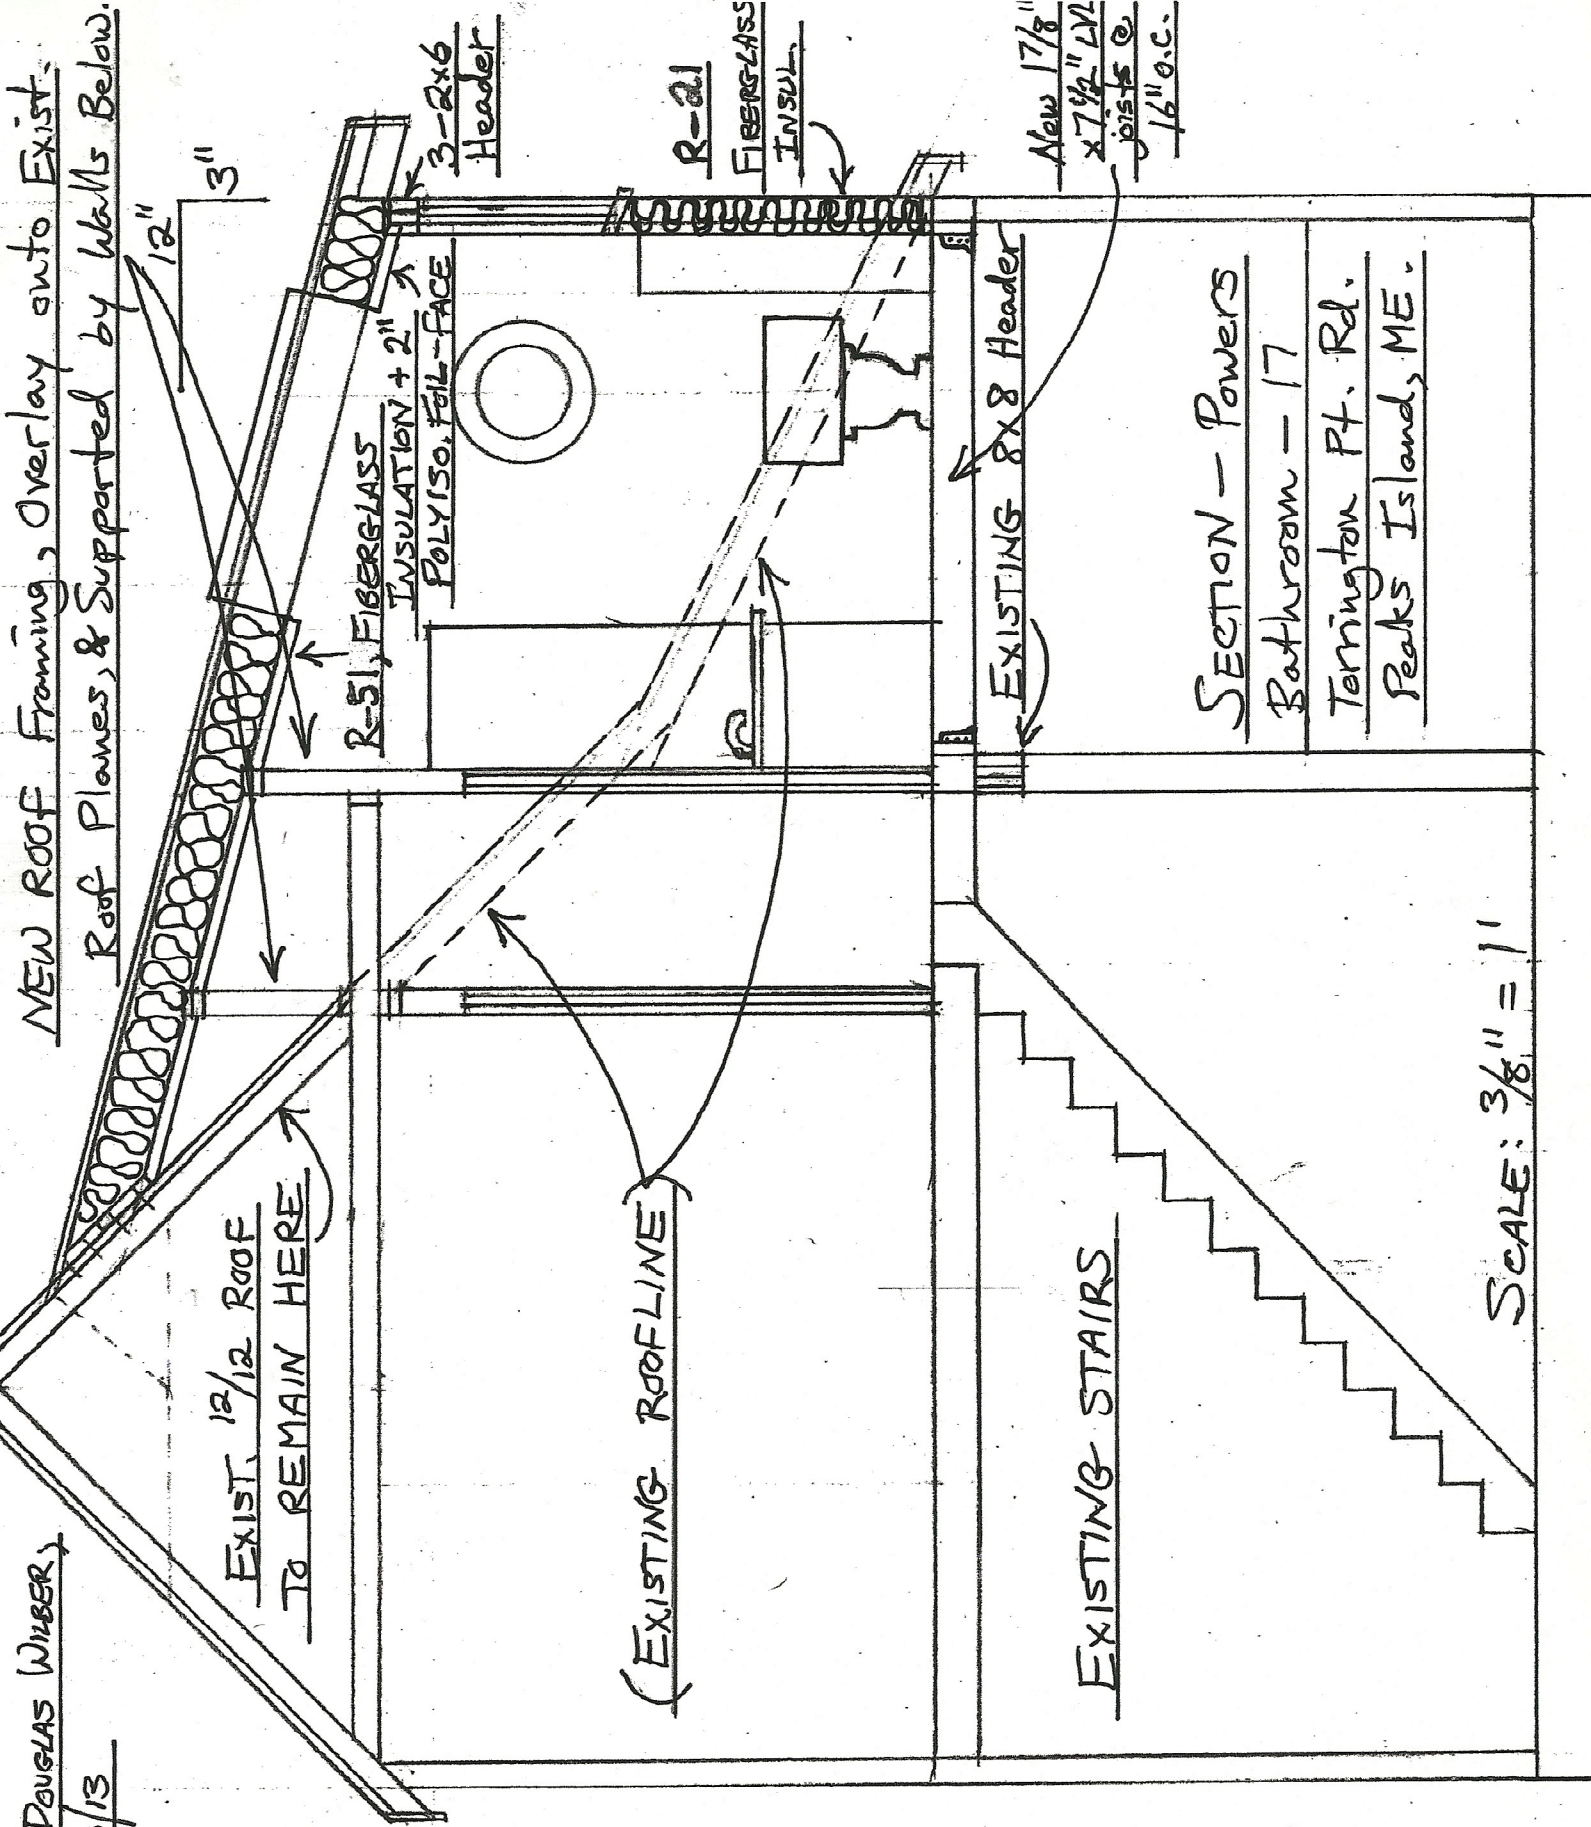 DOUGLAS WILBER,
/13
NEW ROOF Framing, Overlay onto Exist.
Roof Planes, & Supported by Walls Below.
12"
3"
3-2x6
Header
R-21
FIBERGLASS
INSUL.
New 1 7/8"
x 7 1/2" LVL
joists @
16" O.C.
R-51, FIBERGLASS
INSULATION + 2"
POLYISO. FOIL-FACE
EXIST. 12/12 ROOF
TO REMAIN HERE
(EXISTING ROOFLINE)
EXISTING 8x8 Header
EXISTING STAIRS
SECTION - Powers
Bathroom - 17
Torrington Pt. Rd.
Peaks Island, ME.
SCALE: 3/8" = 1'